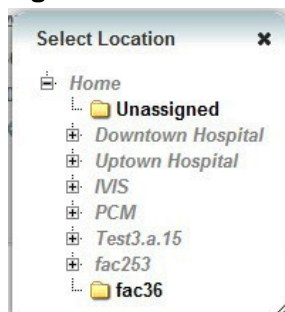 Select Location
Home
Unassigned
Downtown Hospital
Uptown Hospital
IVIS
PCM
Test3.a.15
fac253
fac36